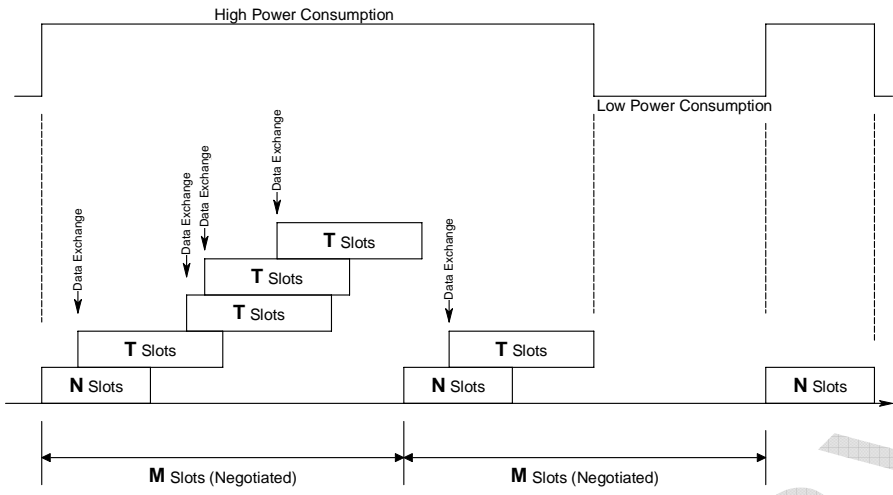 High Power Consumption
Low Power Consumption
Data Exchange
Data Exchange
Data Exchange
Data Exchange
Data Exchange
T Slots
T Slots
T Slots
T Slots
T Slots
N Slots
N Slots
N Slots
M Slots (Negotiated)
M Slots (Negotiated)